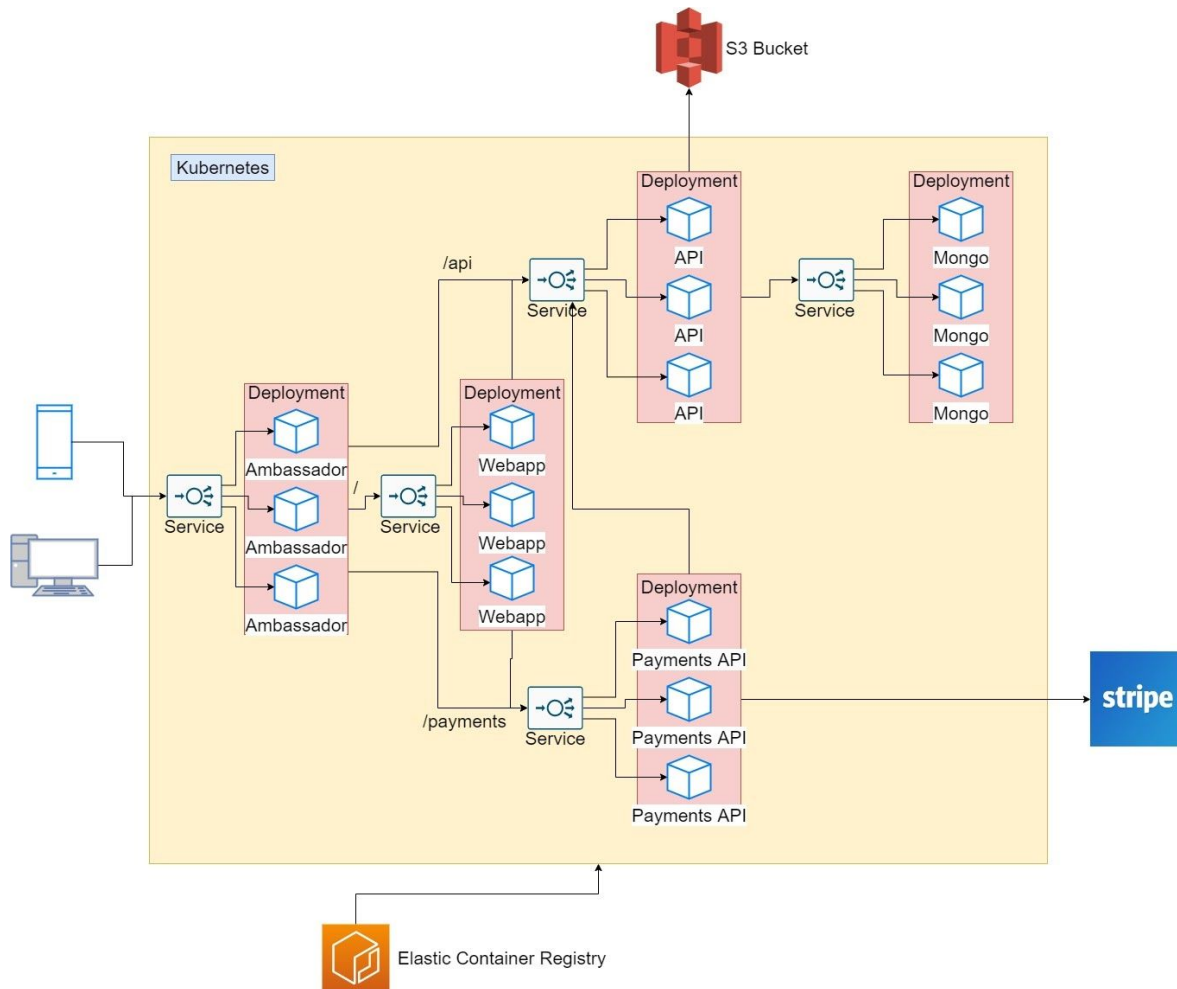 S3 Bucket
Kubernetes
Deployment
API
API
API
Deployment
Mongo
Mongo
Mongo
/api
Service
Service
Deployment
Ambassador
Ambassador
Ambassador
Service
/
Service
Deployment
Webapp
Webapp
Webapp
/payments
Service
Deployment
Payments API
Payments API
Payments API
stripe
Elastic Container Registry